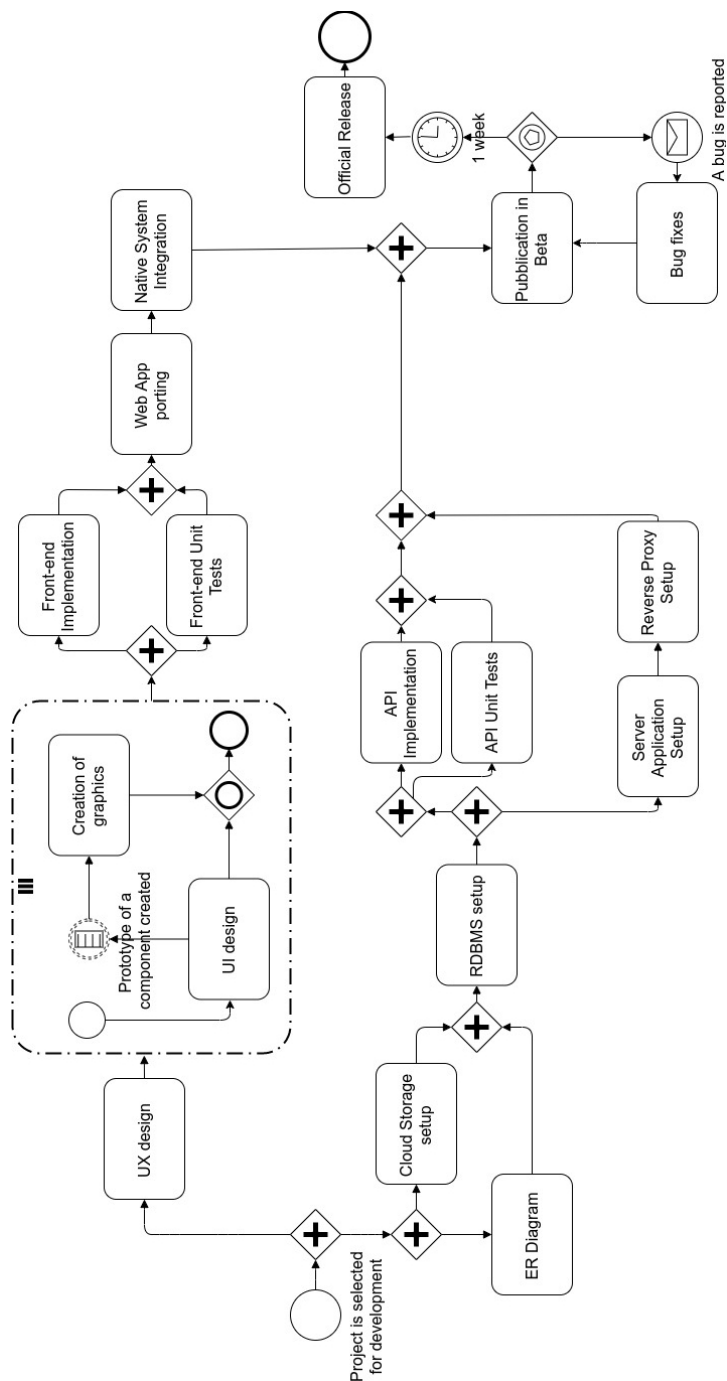 Project is selected
for development
UX design
Prototype of a
component created
UI design
Creation of
graphics
Front-end
Implementation
Front-end Unit
Tests
Web App
porting
Native System
Integration
Cloud Storage
setup
ER Diagram
RDBMS setup
API
Implementation
API Unit Tests
Server
Application
Setup
Reverse Proxy
Setup
Pubblication in
Beta
1 week
Official Release
A bug is reported
Bug fixes